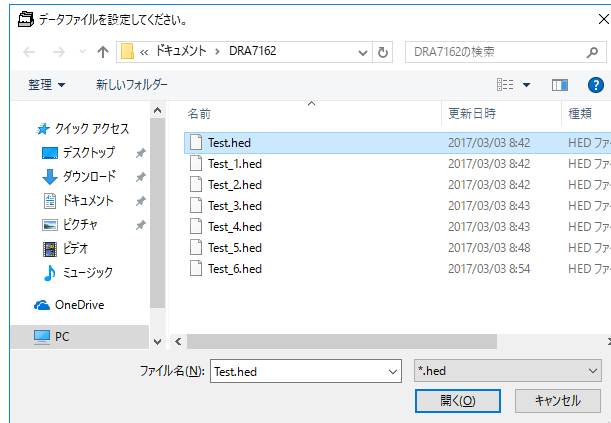 データファイルを設定してください。
« ドキュメント › DRA7162
DRA7162の検索
整理
新しいフォルダー
名前
更新日時
種類
クイック アクセス
デスクトップ
ダウンロード
ドキュメント
ピクチャ
ビデオ
ミュージック
OneDrive
PC
Test.hed 2017/03/03 8:42 HED ファ
Test_1.hed 2017/03/03 8:42 HED ファ
Test_2.hed 2017/03/03 8:42 HED ファ
Test_3.hed 2017/03/03 8:43 HED ファ
Test_4.hed 2017/03/03 8:43 HED ファ
Test_5.hed 2017/03/03 8:48 HED ファ
Test_6.hed 2017/03/03 8:54 HED ファ
ファイル名(N):
Test.hed
*.hed
開く(O)
キャンセル